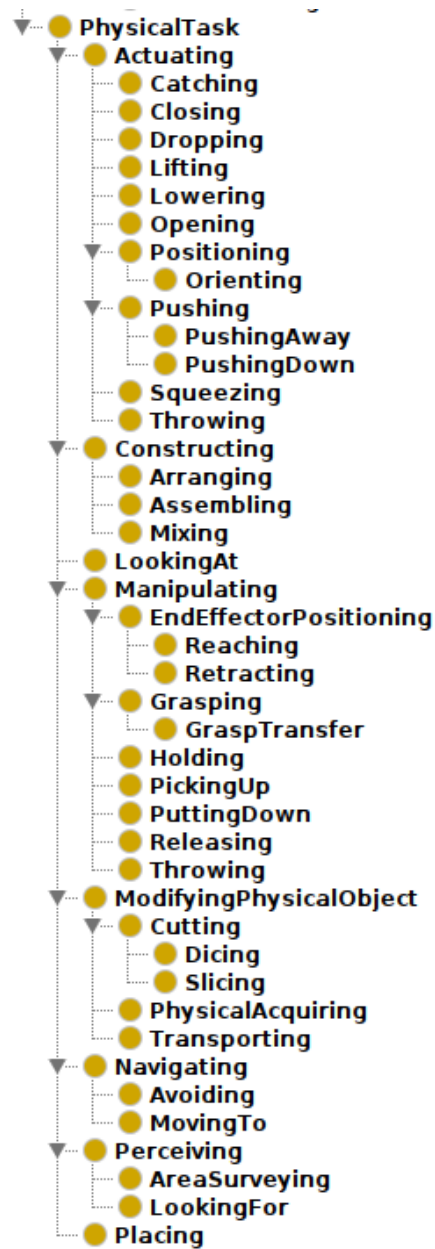 PhysicalTask
Actuating
Catching
Closing
Dropping
Lifting
Lowering
Opening
Positioning
Orienting
Pushing
PushingAway
PushingDown
Squeezing
Throwing
Constructing
Arranging
Assembling
Mixing
LookingAt
Manipulating
EndEffectorPositioning
Reaching
Retracting
Grasping
GraspTransfer
Holding
PickingUp
PuttingDown
Releasing
Throwing
ModifyingPhysicalObject
Cutting
Dicing
Slicing
PhysicalAcquiring
Transporting
Navigating
Avoiding
MovingTo
Perceiving
AreaSurveying
LookingFor
Placing